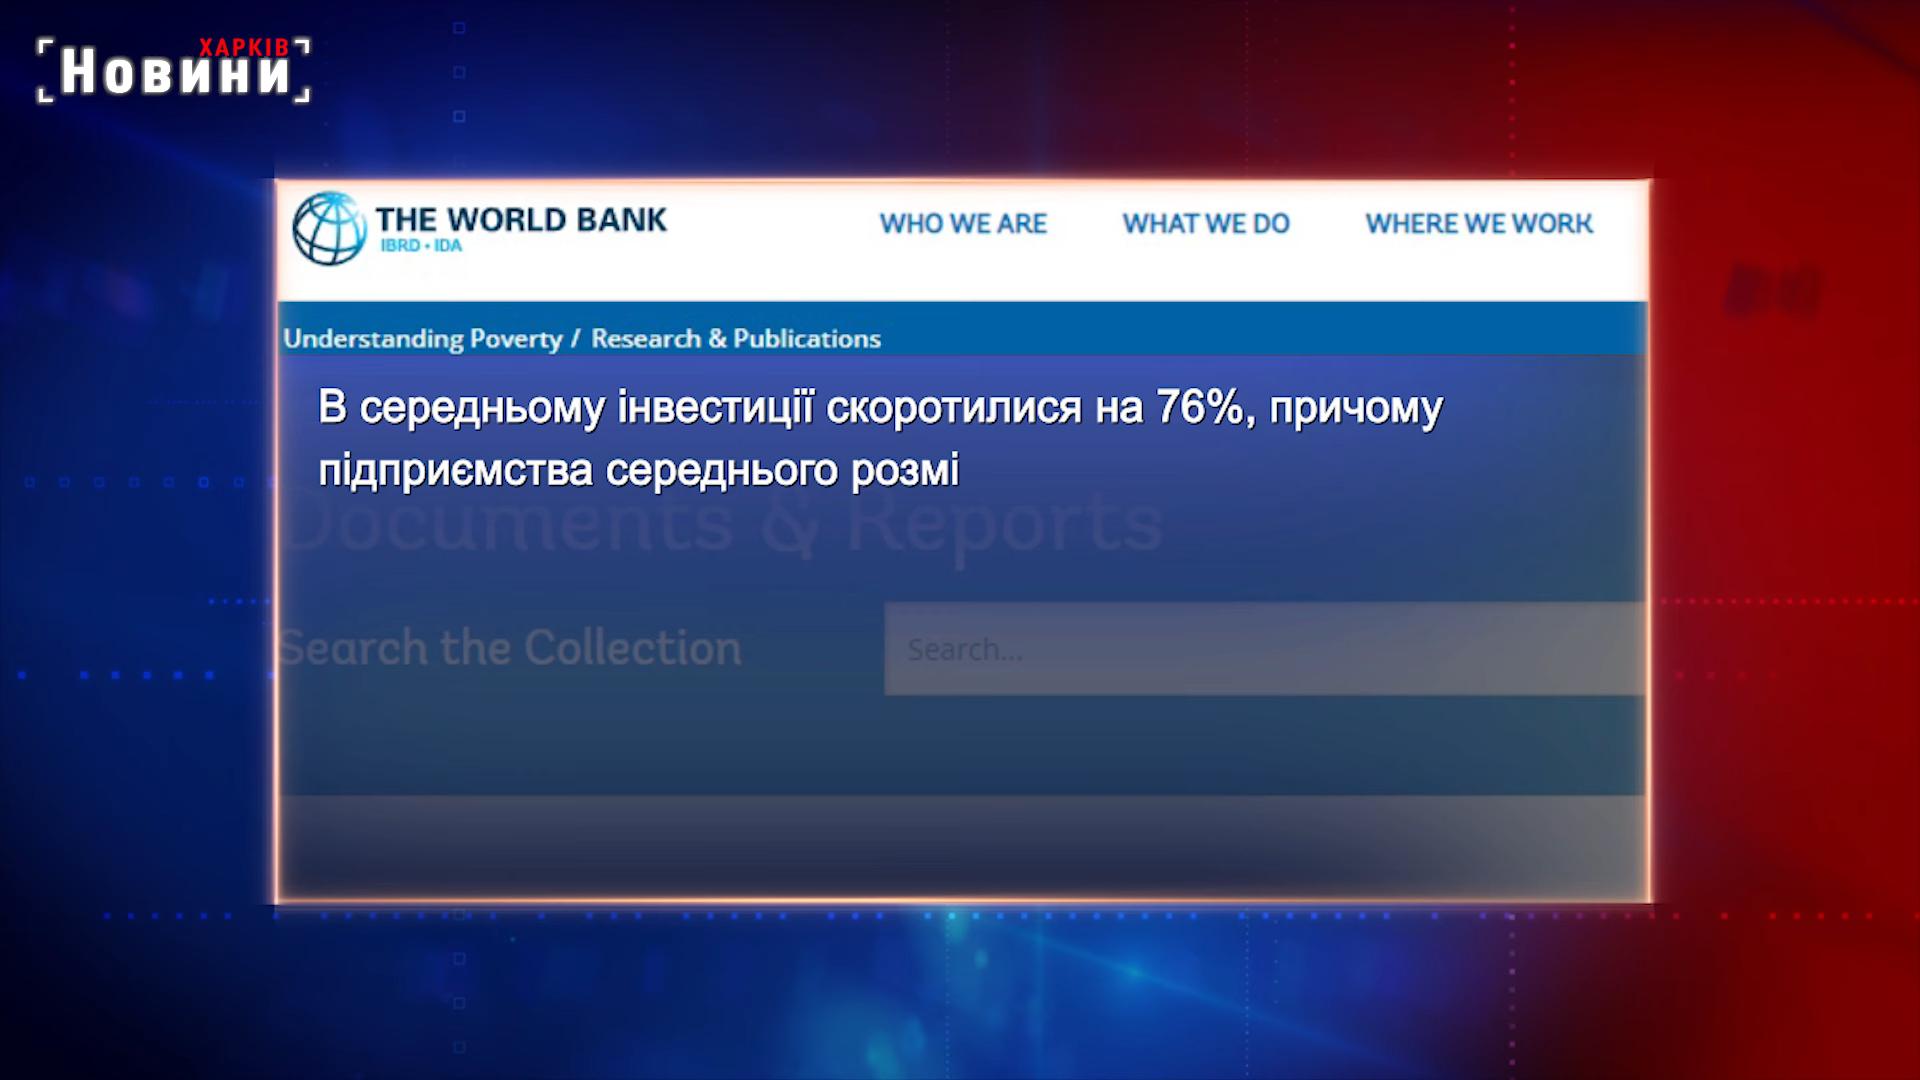 ХАРКІВ
Новини
THE WORLD BANK
IBRD • IDA
WHO WE ARE
WHAT WE DO
WHERE WE WORK
Understanding Poverty / Research & Publications
В середньому інвестиції скоротилися на 76%, причому
підприємства середнього розмі
Documents & Reports
Search the Collection
Search...